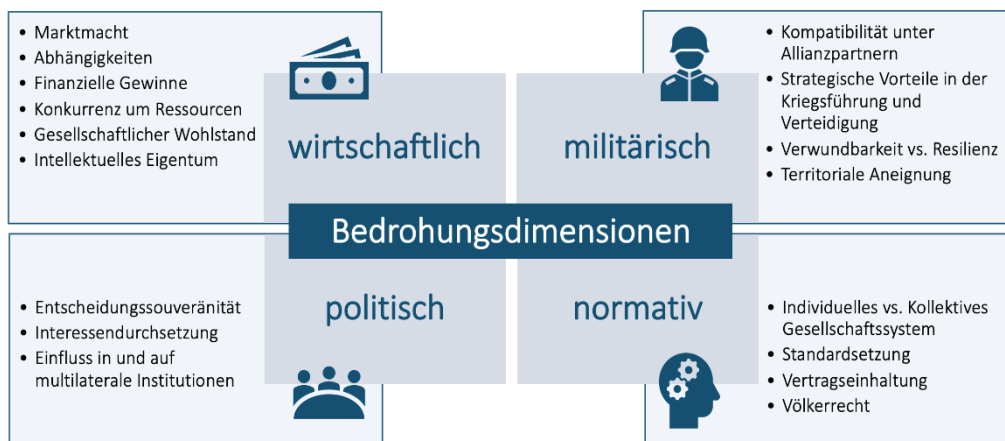 • Marktmacht
• Abhängigkeiten
• Finanzielle Gewinne
• Konkurrenz um Ressourcen
• Gesellschaftlicher Wohlstand
• Intellektuelles Eigentum
wirtschaftlich
• Kompatibilität unter
Allianzpartnern
• Strategische Vorteile in der
Kriegsführung und
Verteidigung
• Verwundbarkeit vs. Resilienz
• Territoriale Aneignung
militärisch
Bedrohungsdimensionen
• Entscheidungssouveränität
• Interessendurchsetzung
• Einfluss in und auf
multilaterale Institutionen
politisch
normativ
• Individuelles vs. Kollektives
Gesellschaftssystem
• Standardsetzung
• Vertragseinhaltung
• Völkerrecht